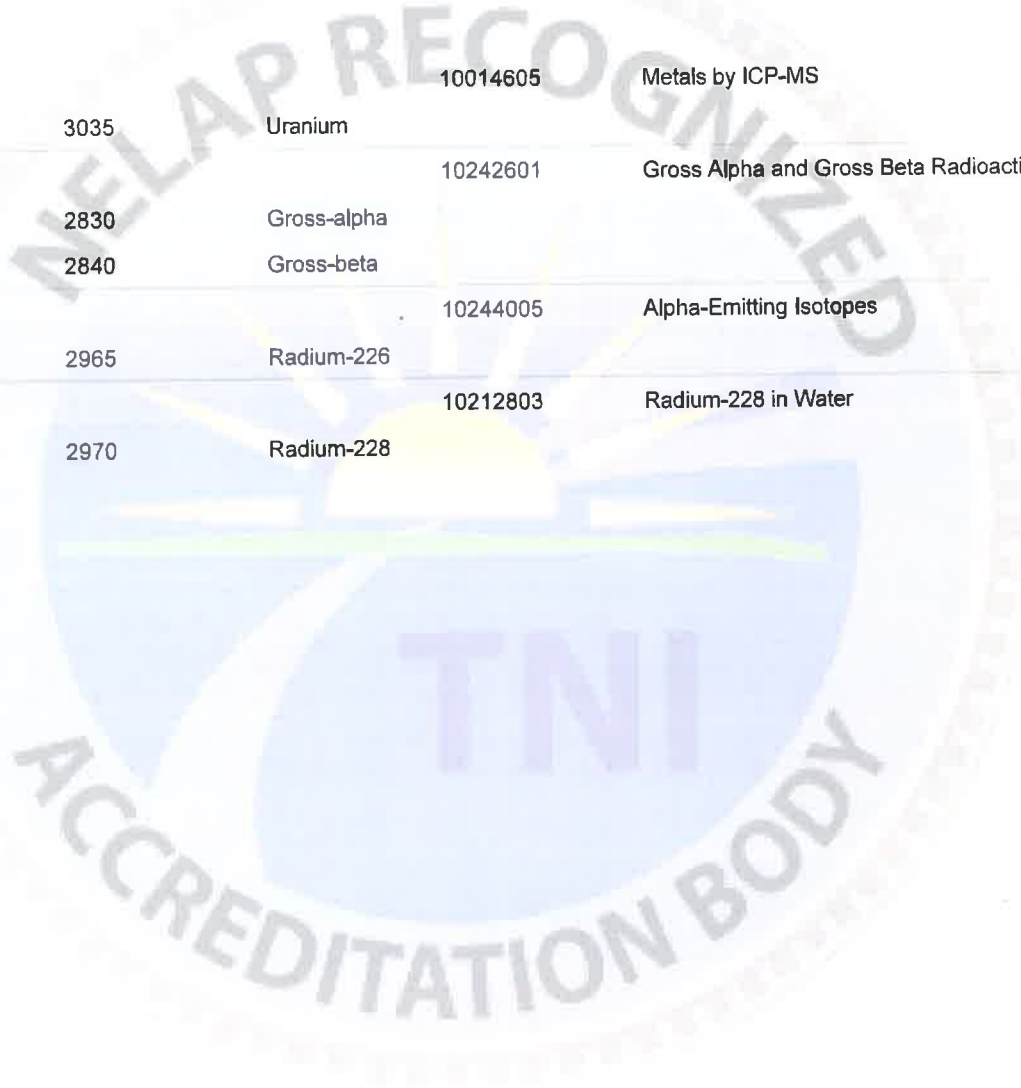 NELAP RECOGNIZED
10014605 Metals by ICP-MS
3035 Uranium
10242601 Gross Alpha and Gross Beta Radioacti
2830 Gross-alpha
2840 Gross-beta
10244005 Alpha-Emitting Isotopes
2965 Radium-226
10212803 Radium-228 in Water
2970 Radium-228
TNI
ACCREDITATION BODY